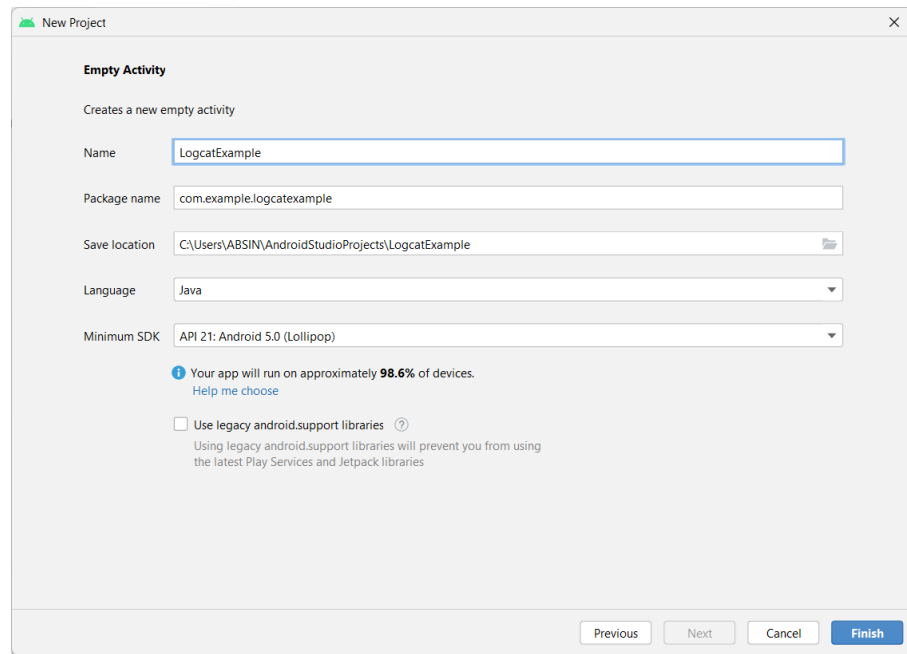 New Project
Empty Activity
Creates a new empty activity
Name LogcatExample
Package name com.example.logcatexample
Save location C:\Users\ABSIN\AndroidStudioProjects\LogcatExample
Language Java
Minimum SDK API 21: Android 5.0 (Lollipop)
Your app will run on approximately 98.6% of devices.
Help me choose
Use legacy android.support libraries ?
Using legacy android.support libraries will prevent you from using
the latest Play Services and Jetpack libraries
Previous Next Cancel Finish